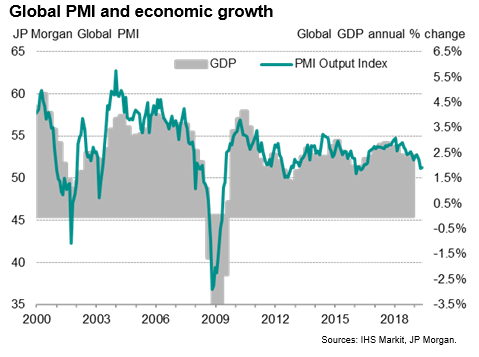 Global PMI and economic growth
JP Morgan Global PMI
Global GDP annual % change
GDP
PMI Output Index
65
60
55
50
45
40
35
6.5%
5.5%
4.5%
3.5%
2.5%
1.5%
0.5%
-0.5%
-1.5%
-2.5%
-3.5%
2000 2003 2006 2009 2012 2015 2018
Sources: IHS Markit, JP Morgan.